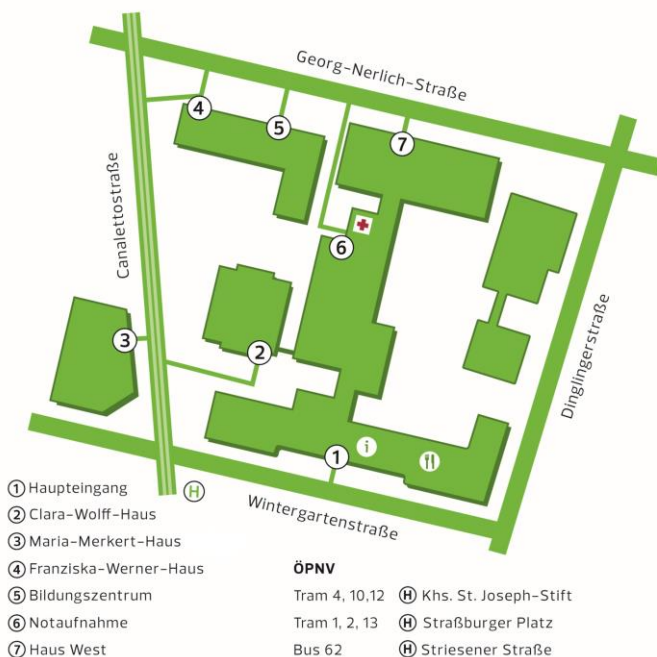 Georg-Nerlich-Straße
Canalettostraße
Dinglingerstraße
Wintergartenstraße
4
5
7
6
3
2
1
i
H
1 Haupteingang
2 Clara-Wolff-Haus
3 Maria-Merkert-Haus
4 Franziska-Werner-Haus
5 Bildungszentrum
6 Notaufnahme
7 Haus West
ÖPNV
Tram 4, 10,12 H Khs. St. Joseph-Stift
Tram 1, 2, 13 H Straßburger Platz
Bus 62 H Striesener Straße